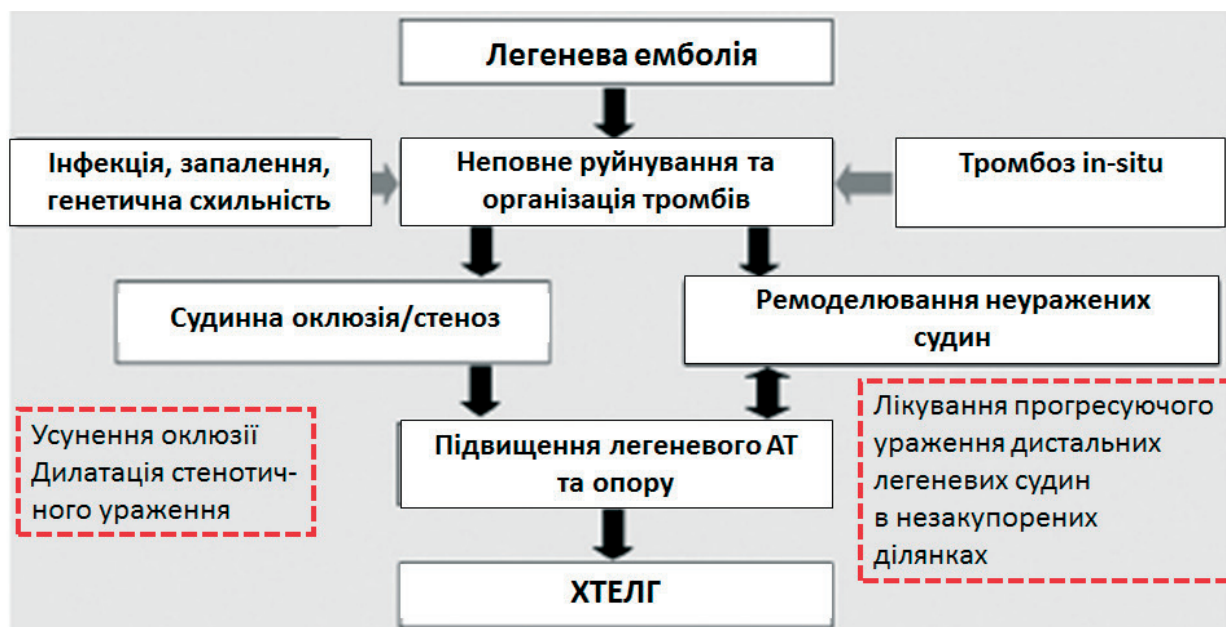 Легенева емболія
Інфекція, запалення,
генетична схильність
Неповне руйнування та
організація тромбів
Тромбоз in-situ
Судинна оклюзія/стеноз
Ремоделювання неуражених
судин
Усунення оклюзії
Дилатація стенотич-
ного ураження
Підвищення легеневого АТ
та опору
Лікування прогресуючого
ураження дистальних
легеневих судин
в незакупорених
ділянках
ХТЕЛГ